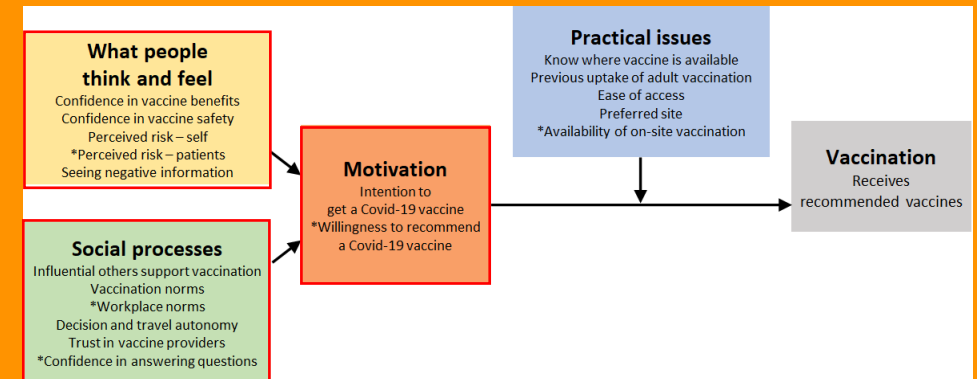 What people
think and feel
Confidence in vaccine benefits
Confidence in vaccine safety
Perceived risk – self
*Perceived risk – patients
Seeing negative information
Social processes
Influential others support vaccination
Vaccination norms
*Workplace norms
Decision and travel autonomy
Trust in vaccine providers
*Confidence in answering questions
Motivation
Intention to
get a Covid-19 vaccine
*Willingness to recommend
a Covid-19 vaccine
Practical issues
Know where vaccine is available
Previous uptake of adult vaccination
Ease of access
Preferred site
*Availability of on-site vaccination
Vaccination
Receives
recommended vaccines